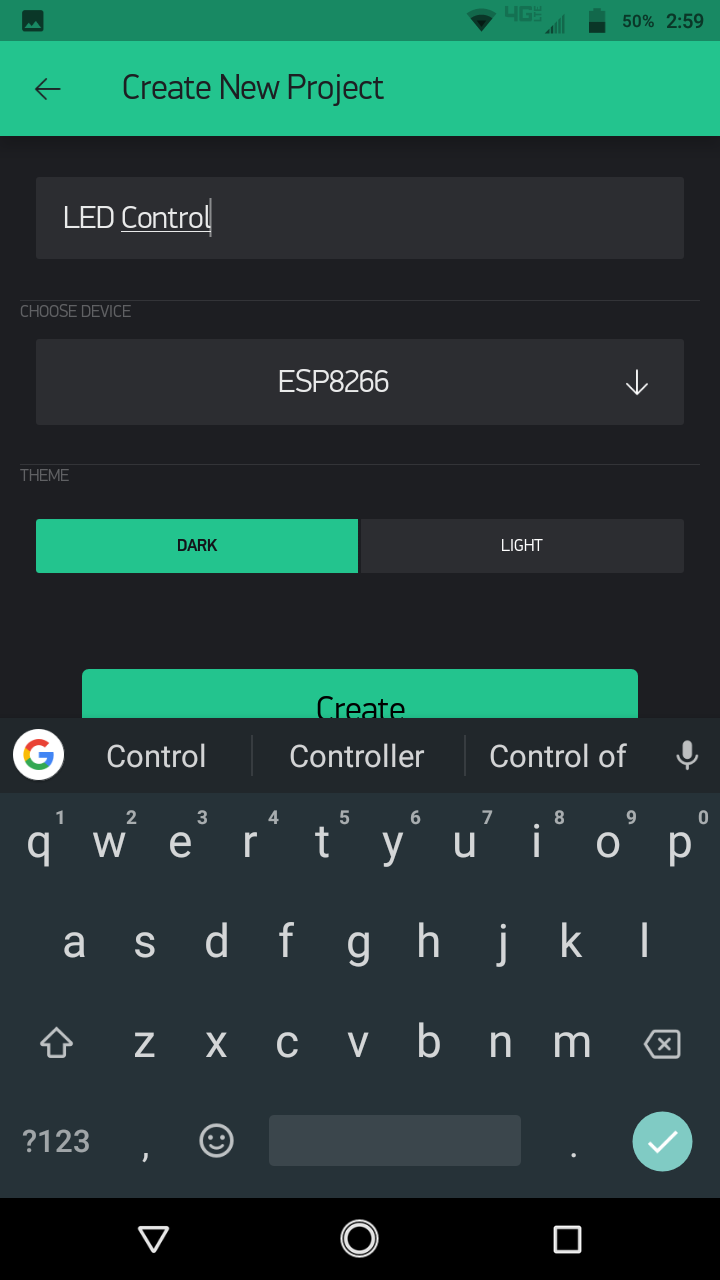 4G 50% 2:59
Create New Project
LED Control
CHOOSE DEVICE
ESP8266
THEME
DARK LIGHT
Create
Control Controller Control of
1 2 3 4 5 6 7 8 9 0
q w e r t y u i o p
a s d f g h j k l
z x c v b n m
?123 , .